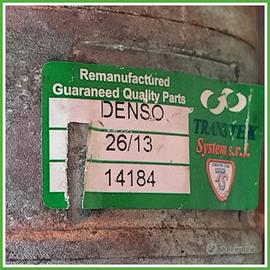 Remanufactured
Guaraneed Quality Parts
DENSO
26/13
14184
TRANSTEK
System s.r.l.
subito